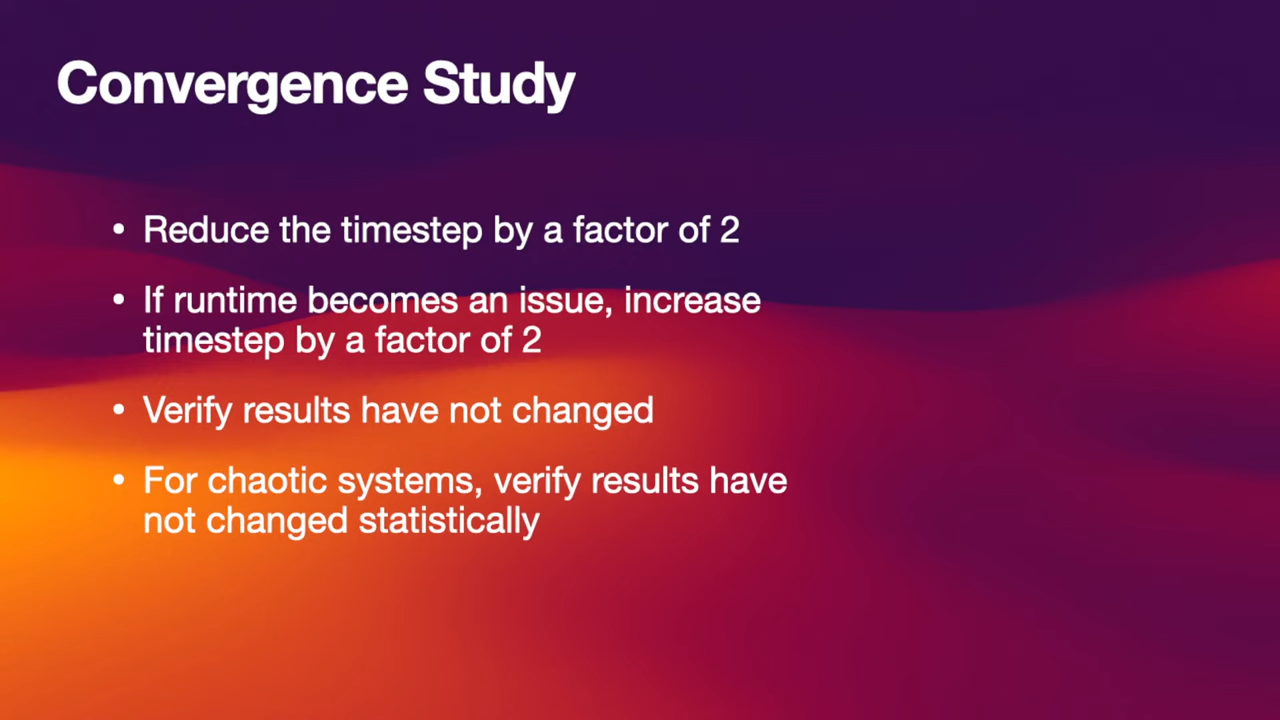 Convergence Study
• Reduce the timestep by a factor of 2
• If runtime becomes an issue, increase
timestep by a factor of 2
• Verify results have not changed
• For chaotic systems, verify results have
not changed statistically